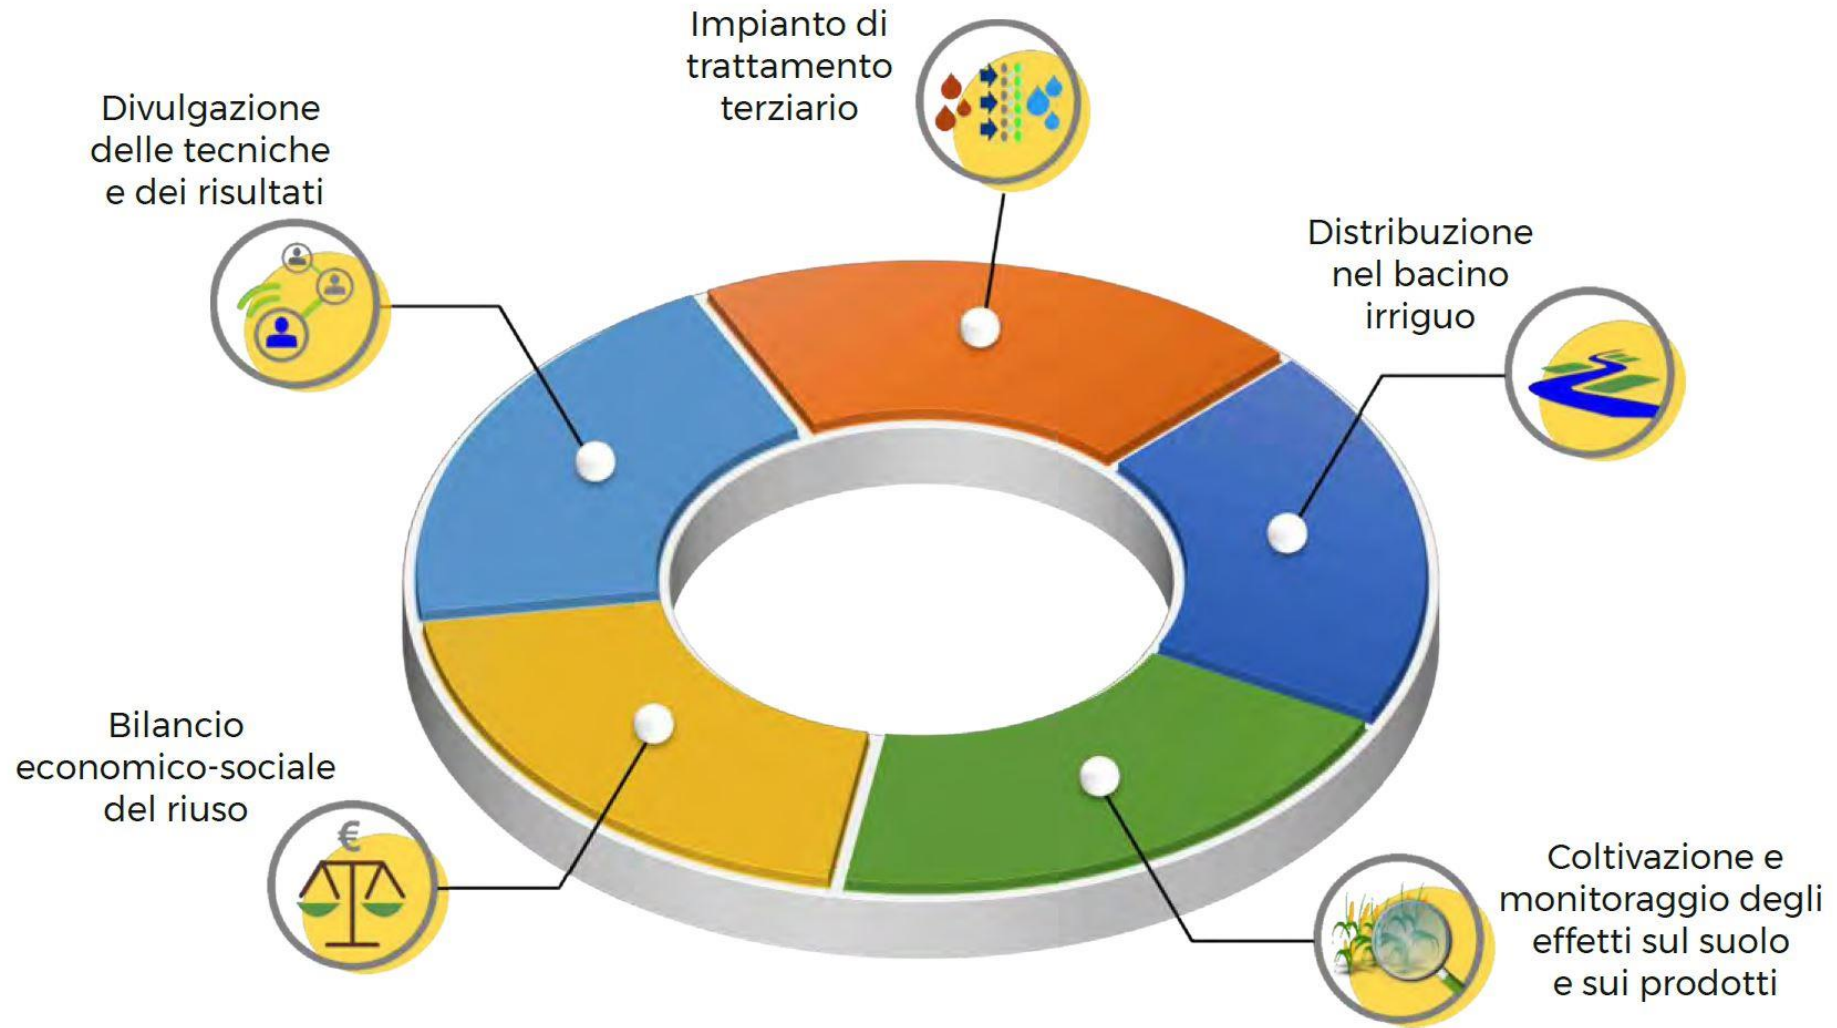 Impianto di
trattamento
terziario
Divulgazione
delle tecniche
e dei risultati
Distribuzione
nel bacino
irriguo
Bilancio
economico-sociale
del riuso
€
Coltivazione e
monitoraggio degli
effetti sul suolo
e sui prodotti